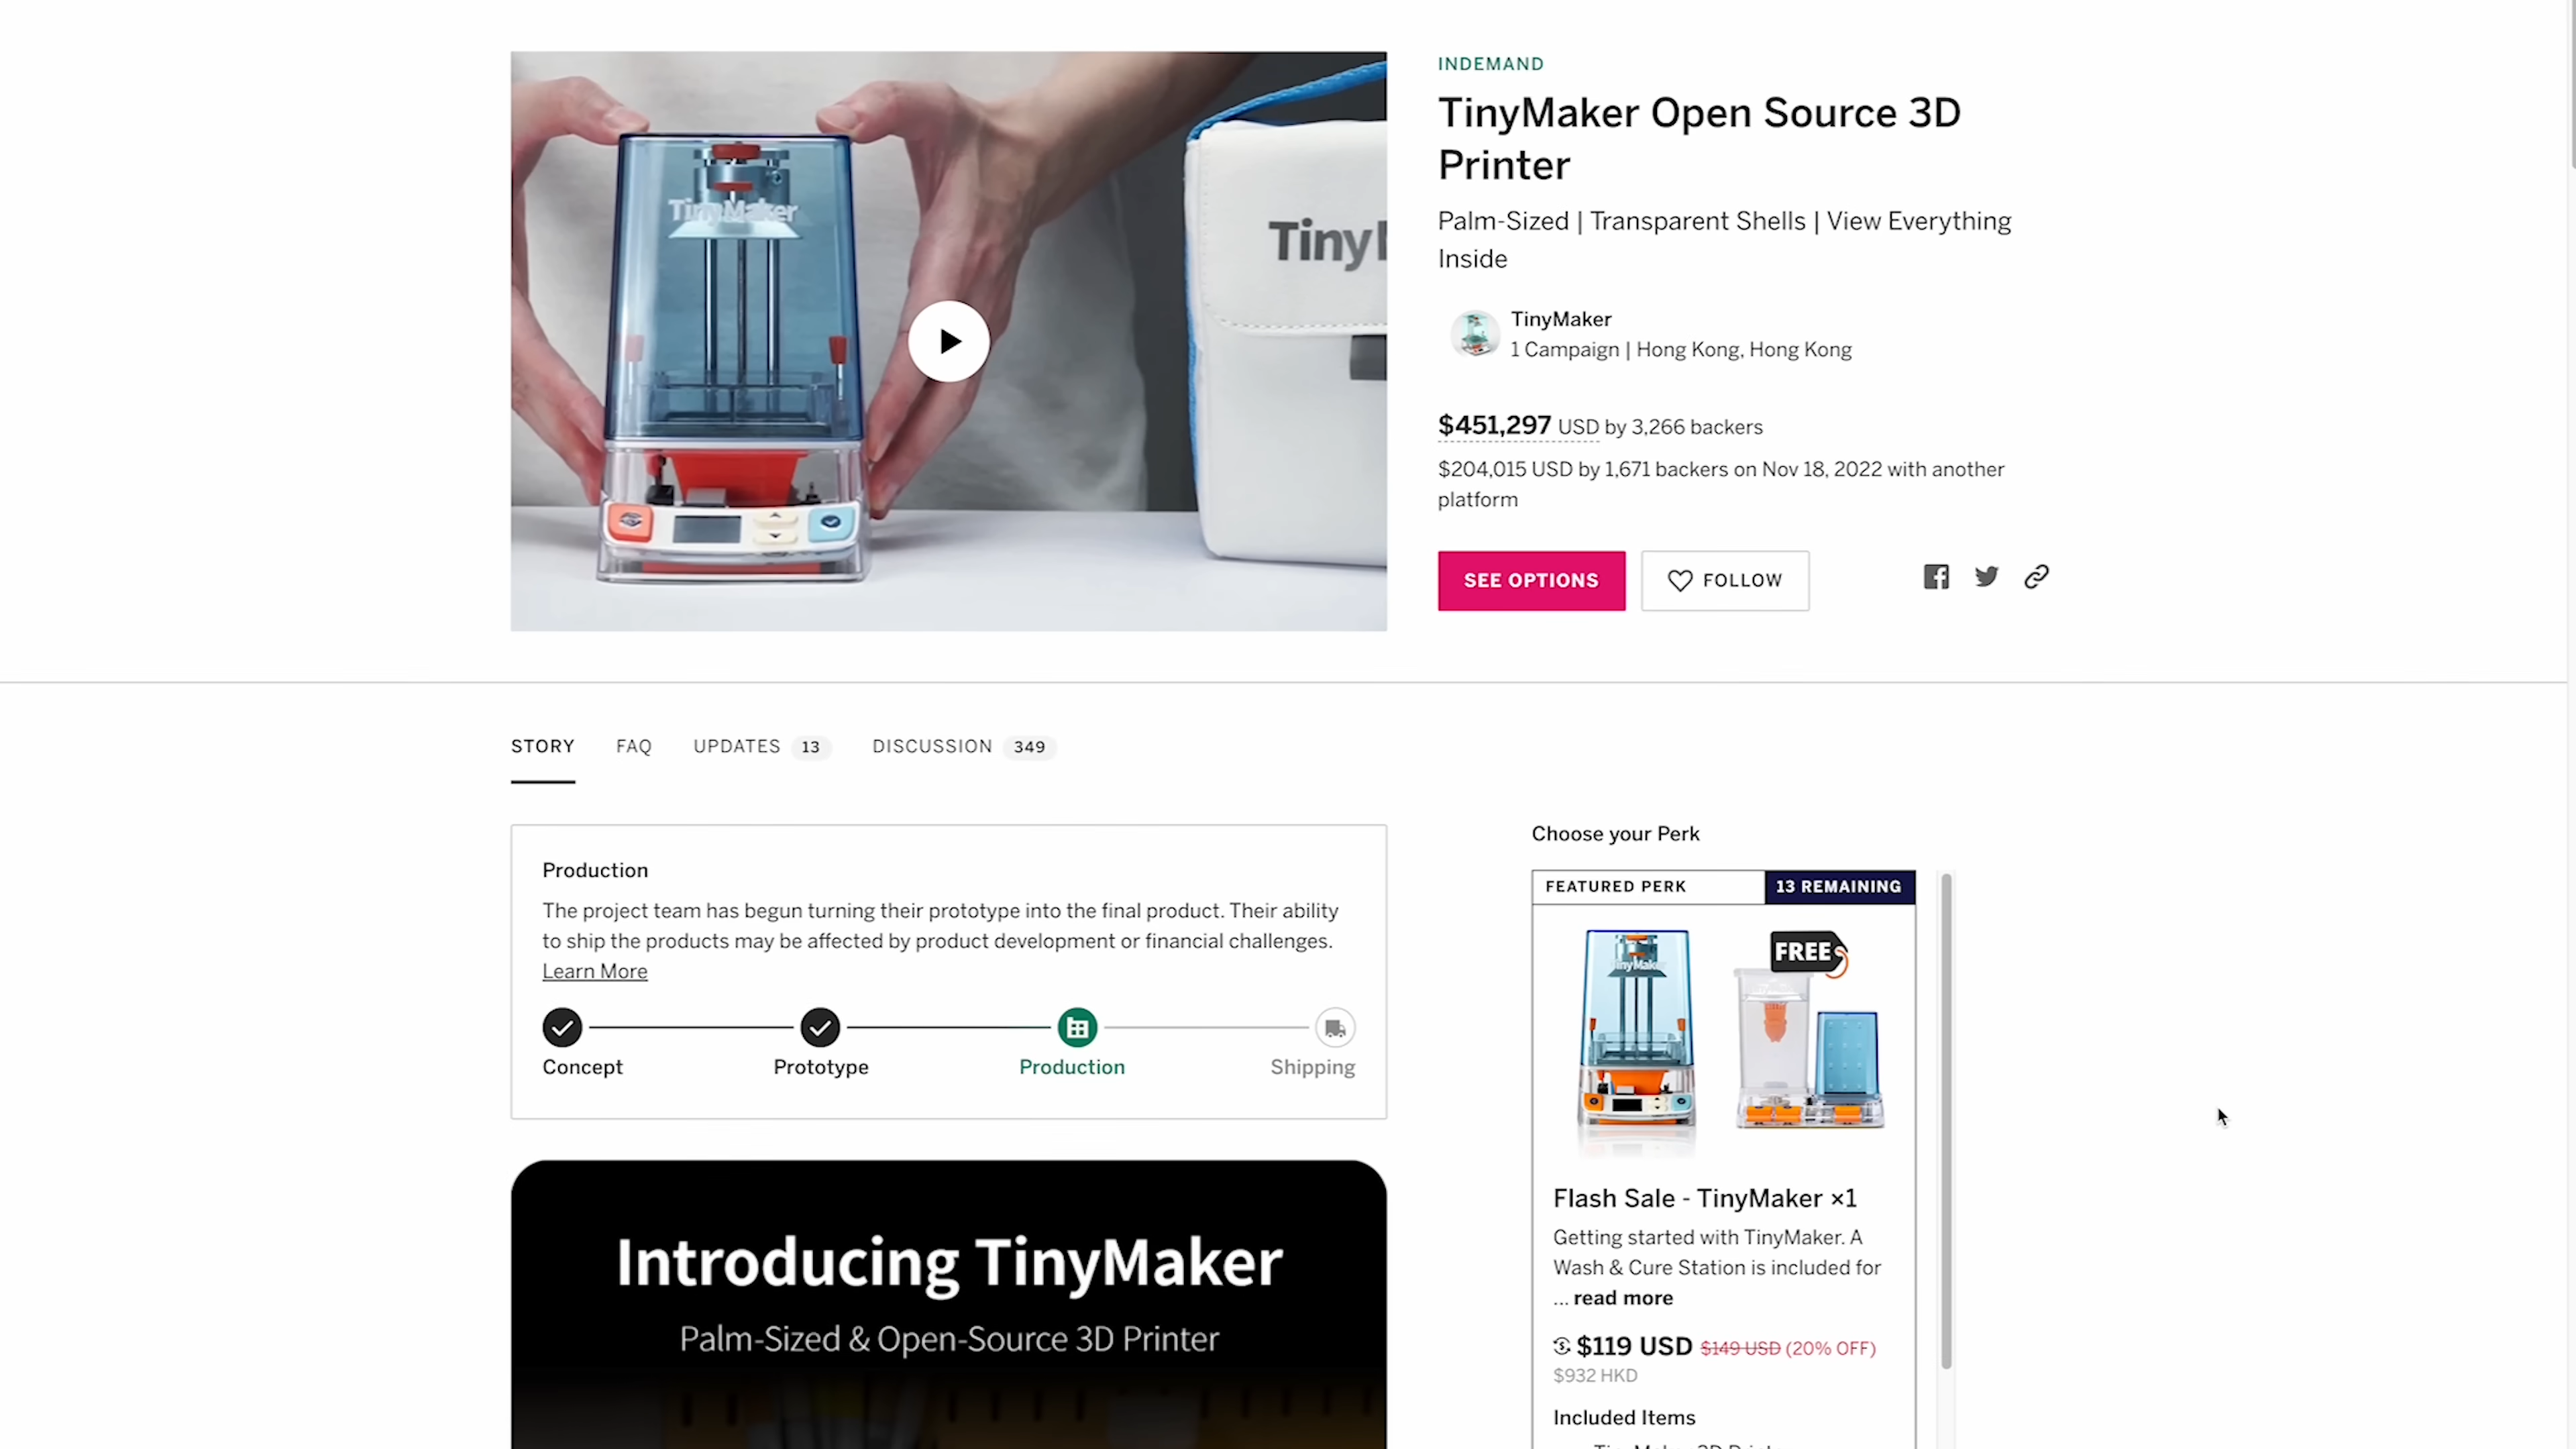 TinyMaker
TinyM
INDEMAND
TinyMaker Open Source 3D
Printer
Palm-Sized | Transparent Shells | View Everything
Inside
TinyMaker
1 Campaign | Hong Kong, Hong Kong
$451,297 USD by 3,266 backers
$204,015 USD by 1,671 backers on Nov 18, 2022 with another
platform
SEE OPTIONS
FOLLOW
STORY FAQ UPDATES 13 DISCUSSION 349
Production
The project team has begun turning their prototype into the final product. Their ability
to ship the products may be affected by product development or financial challenges.
Learn More
Concept Prototype Production Shipping
Introducing TinyMaker
Palm-Sized & Open-Source 3D Printer
Choose your Perk
FEATURED PERK 13 REMAINING
TinyMaker
FREE
Flash Sale - TinyMaker ×1
Getting started with TinyMaker. A
Wash & Cure Station is included for
... read more
$119 USD $149 USD (20% OFF)
$932 HKD
Included Items